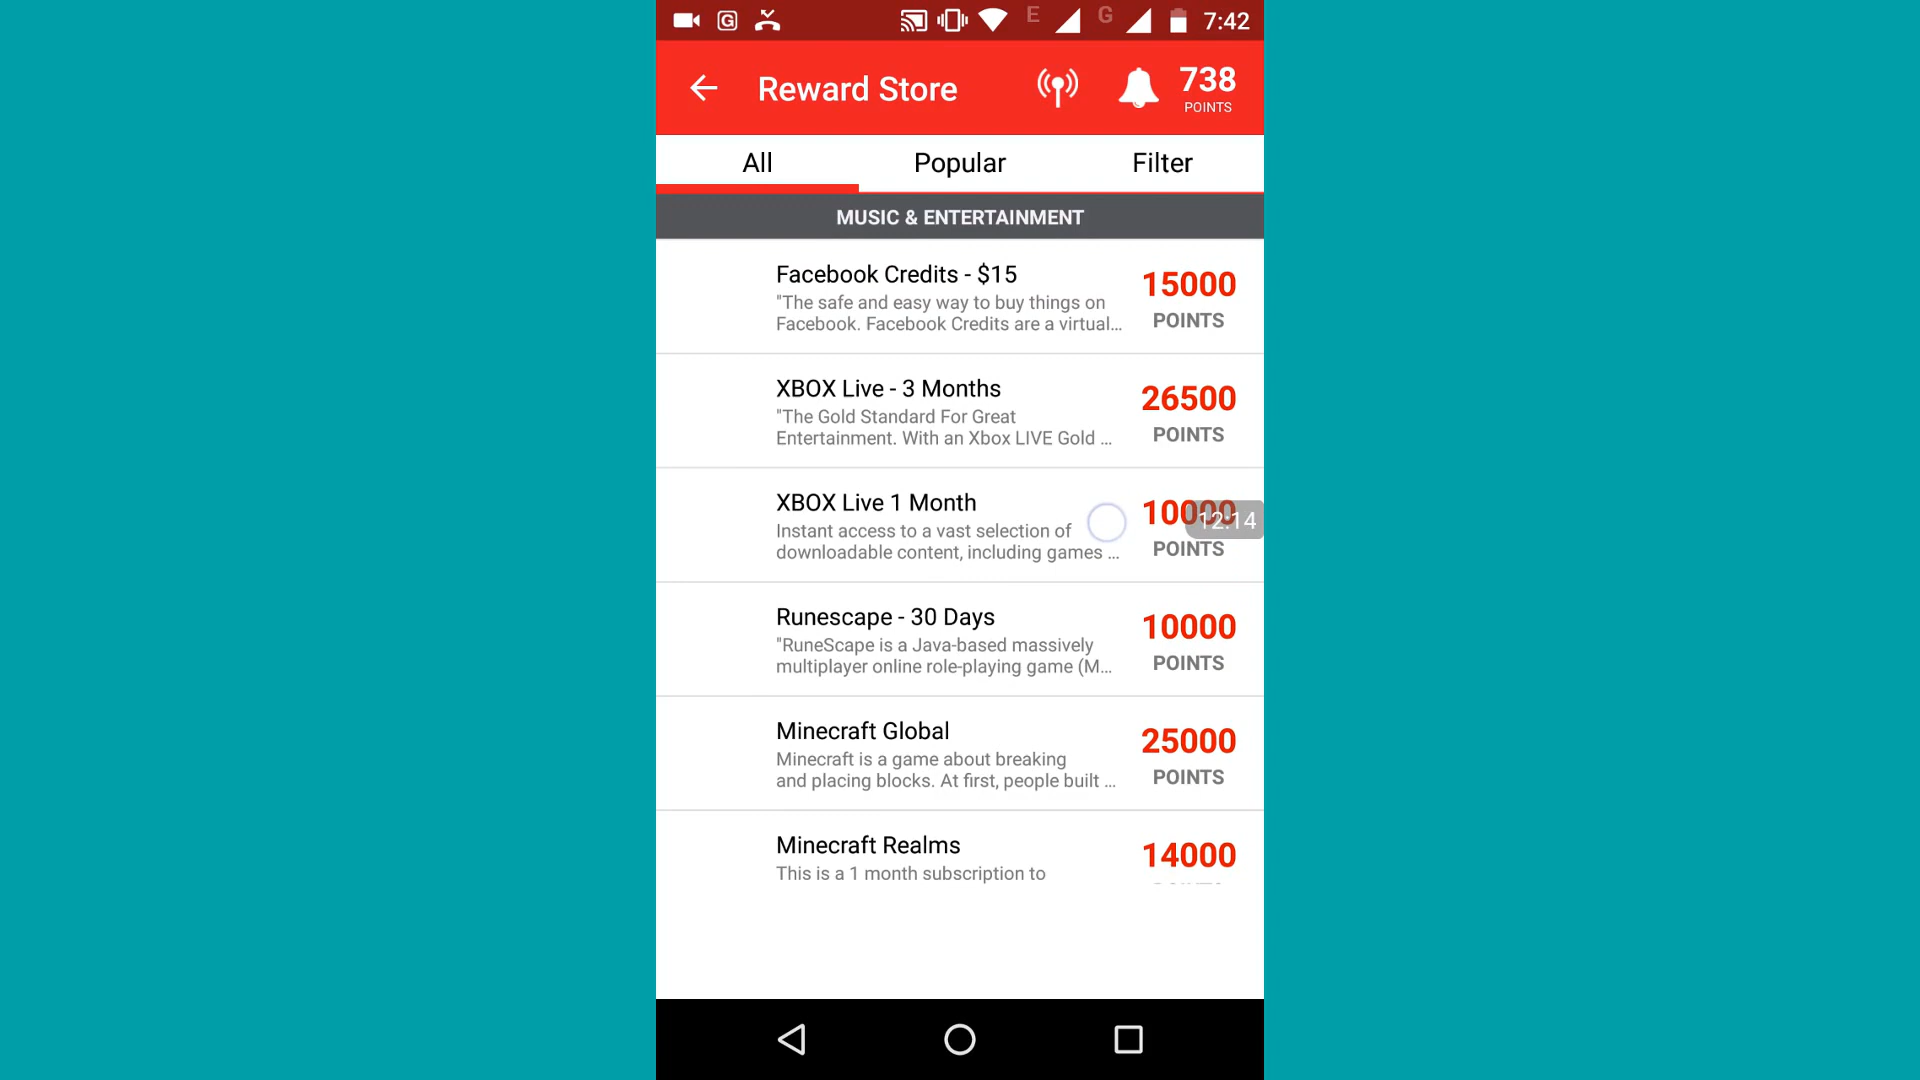 E G 7:42
Reward Store
738
POINTS
All Popular Filter
MUSIC & ENTERTAINMENT
Facebook Credits - $15
"The safe and easy way to buy things on
Facebook. Facebook Credits are a virtual...
15000
POINTS
XBOX Live - 3 Months
"The Gold Standard For Great
Entertainment. With an Xbox LIVE Gold ...
26500
POINTS
XBOX Live 1 Month
Instant access to a vast selection of
downloadable content, including games ...
10000
12:14
POINTS
Runescape - 30 Days
"RuneScape is a Java-based massively
multiplayer online role-playing game (M...
10000
POINTS
Minecraft Global
Minecraft is a game about breaking
and placing blocks. At first, people built ...
25000
POINTS
Minecraft Realms
This is a 1 month subscription to
14000